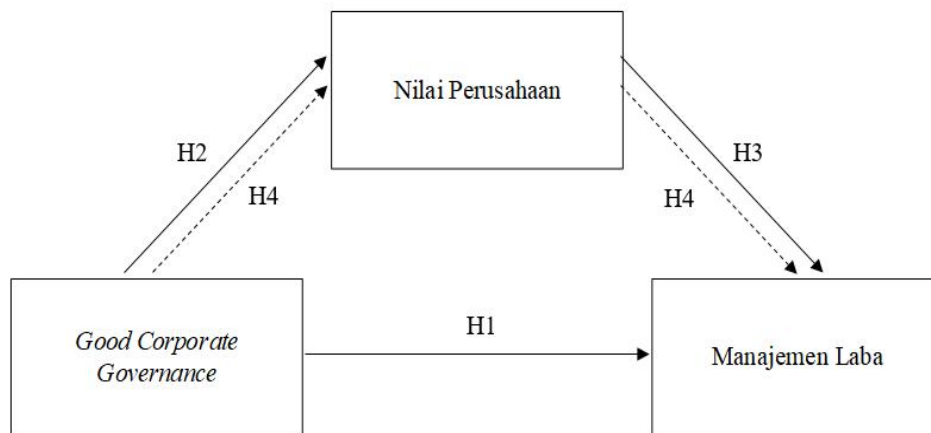 Nilai Perusahaan
H2
H3
H4
H4
H1
Good Corporate
Governance
Manajemen Laba